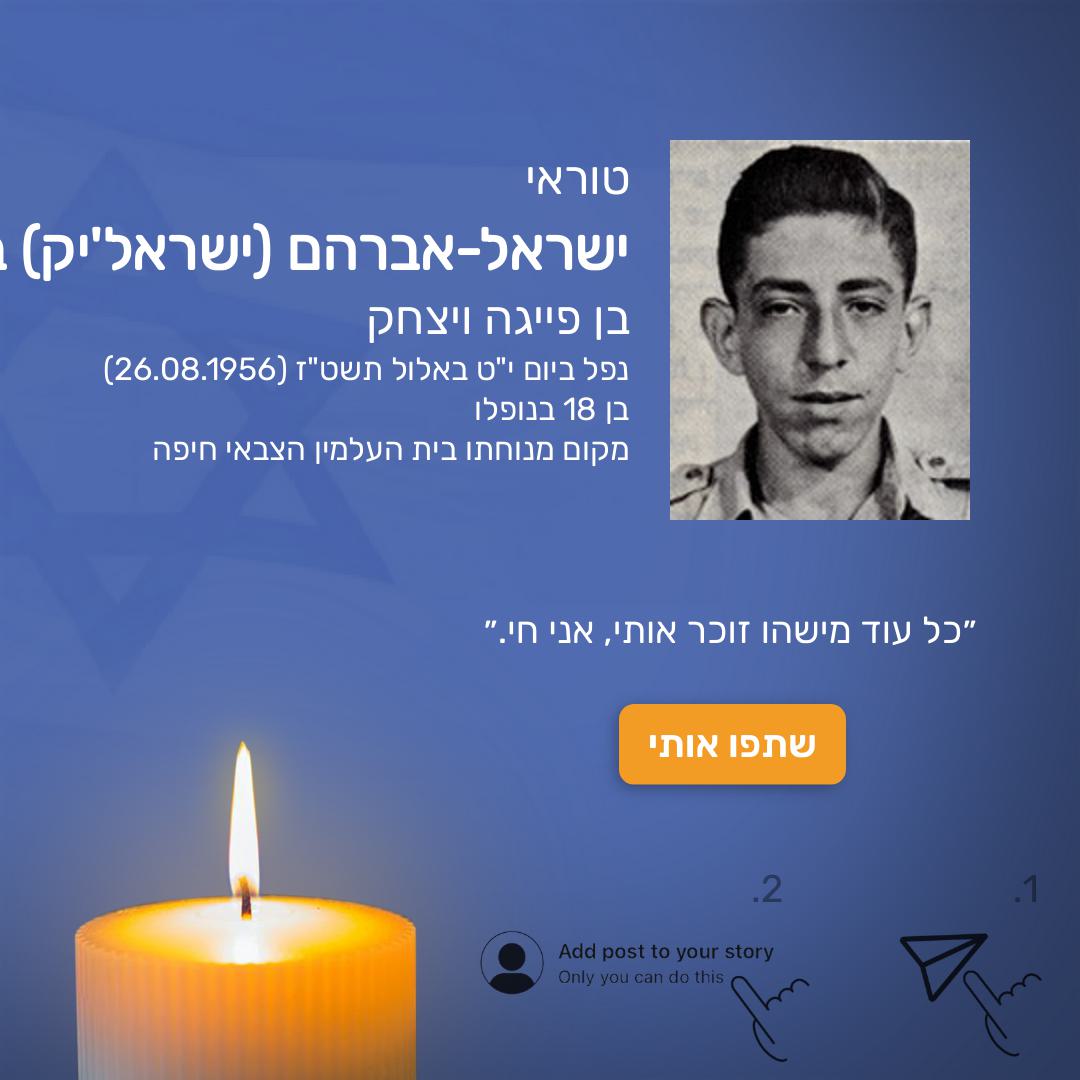 טוראי
ישראל-אברהם (ישראל'יק)
בן פייגה ויצחק
נפל ביום י"ט באלול תשט"ז (26.08.1956)
בן 18 בנופלו
מקום מנוחתו בית העלמין הצבאי חיפה
״כל עוד מישהו זוכר אותי, אני חי.״
שתפו אותי
1.
2.
Add post to your story
Only you can do this